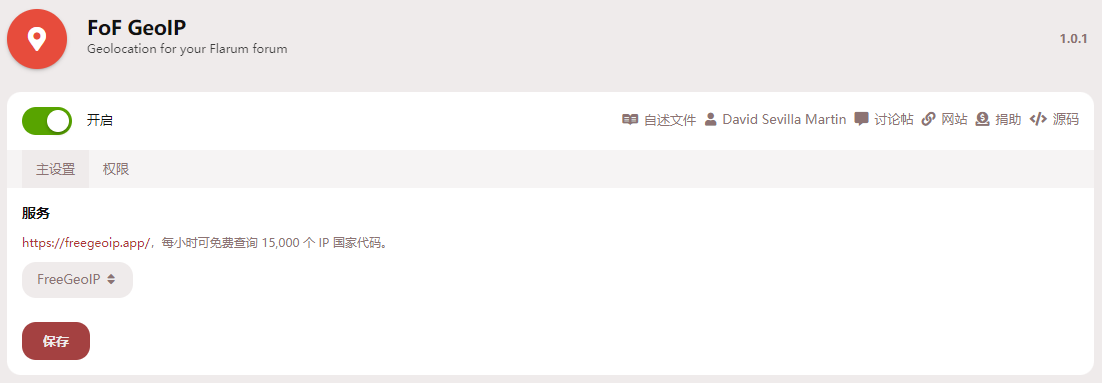 FoF GeoIP
Geolocation for your Flarum forum
1.0.1
开启
自述文件 David Sevilla Martin 讨论帖 网站 捐助 源码
主设置 权限
服务
https://freegeoip.app/，每小时可免费查询 15,000 个 IP 国家代码。
FreeGeoIP
保存